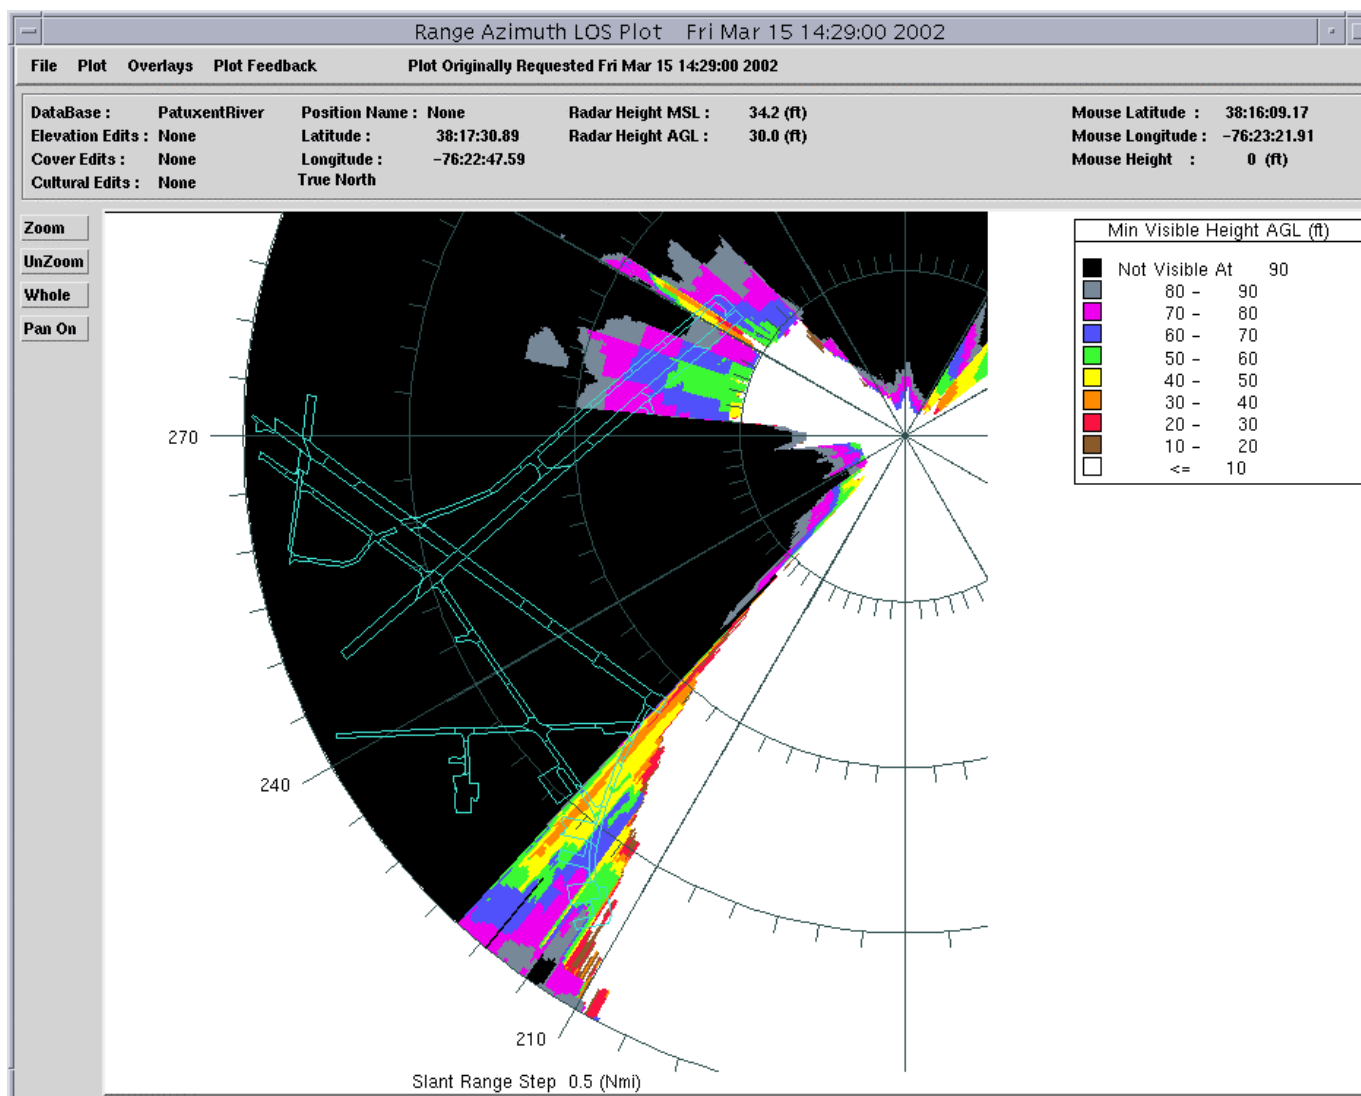 Range Azimuth LOS Plot Fri Mar 15 14:29:00 2002
File Plot Overlays Plot Feedback Plot Originally Requested Fri Mar 15 14:29:00 2002
DataBase : PatuxentRiver Position Name : None Radar Height MSL : 34.2 (ft) Mouse Latitude : 38:16:09.17
Elevation Edits : None Latitude : 38:17:30.89 Radar Height AGL : 30.0 (ft) Mouse Longitude : -76:23:21.91
Cover Edits : None Longitude : -76:22:47.59 Mouse Height : 0 (ft)
Cultural Edits : None True North
Zoom
UnZoom
Whole
Pan On
Min Visible Height AGL (ft)
Not Visible At 90
80 - 90
70 - 80
60 - 70
50 - 60
40 - 50
30 - 40
20 - 30
10 - 20
<= 10
270
240
210
Slant Range Step 0.5 (Nmi)